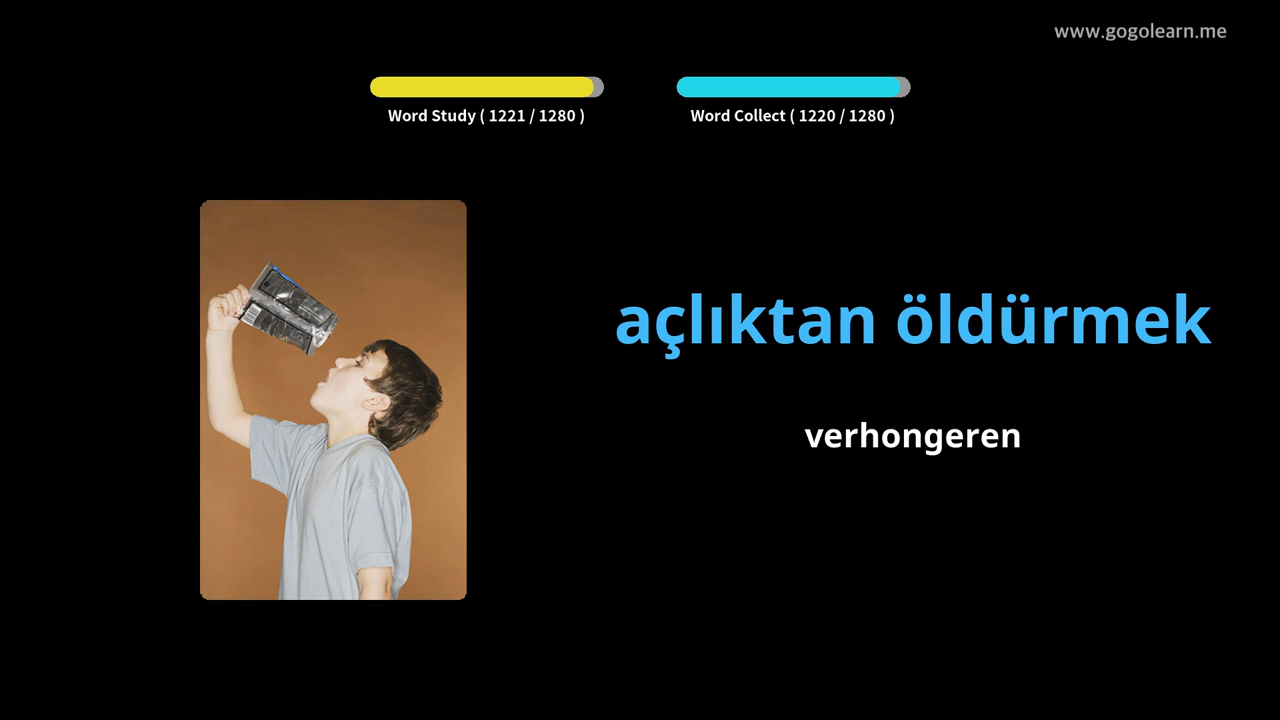 www.gogolearn.me
Word Study ( 1221 / 1280 )
Word Collect ( 1220 / 1280 )
açlıktan öldürmek
verhongeren